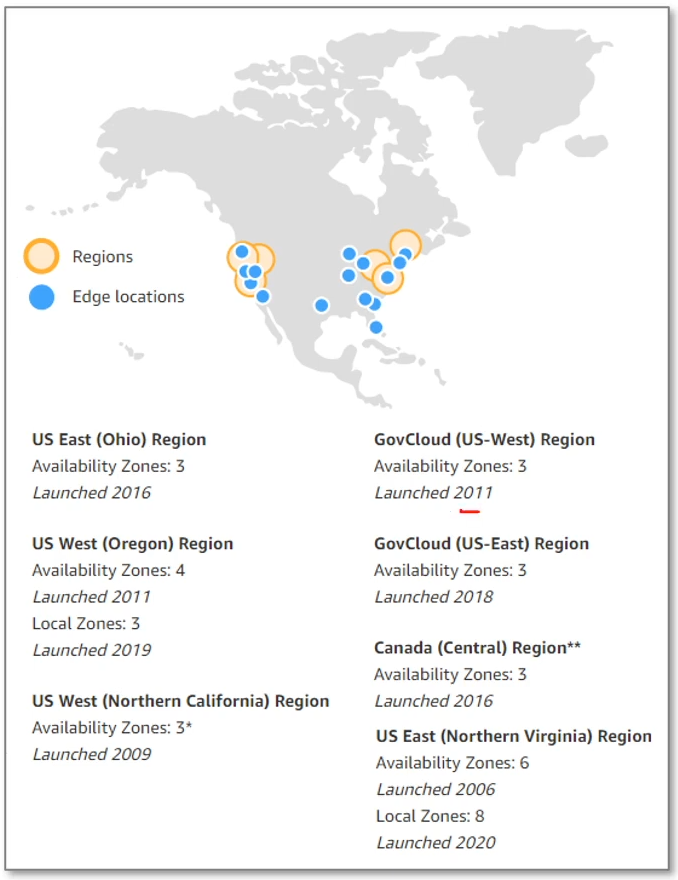 Regions
Edge locations
US East (Ohio) Region
Availability Zones: 3
Launched 2016
US West (Oregon) Region
Availability Zones: 4
Launched 2011
Local Zones: 3
Launched 2019
US West (Northern California) Region
Availability Zones: 3*
Launched 2009
GovCloud (US-West) Region
Availability Zones: 3
Launched 2011
GovCloud (US-East) Region
Availability Zones: 3
Launched 2018
Canada (Central) Region**
Availability Zones: 3
Launched 2016
US East (Northern Virginia) Region
Availability Zones: 6
Launched 2006
Local Zones: 8
Launched 2020